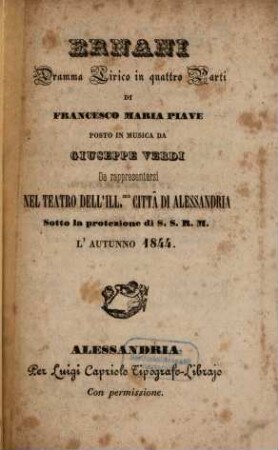 ERNANI
Dramma Lirico in quattro Parti
DI
FRANCESCO MARIA PIAVE
POSTO IN MUSICA DA
GIUSEPPE VERDI
Da rappresentarsi
NEL TEATRO DELL'ILL.ma CITTÀ DI ALESSANDRIA
Sotto la protezione di S. S. R. M.
L'AUTUNNO 1844.
ALESSANDRIA
Per Luigi Capriolo Tipografo-Librajo
Con permissione.